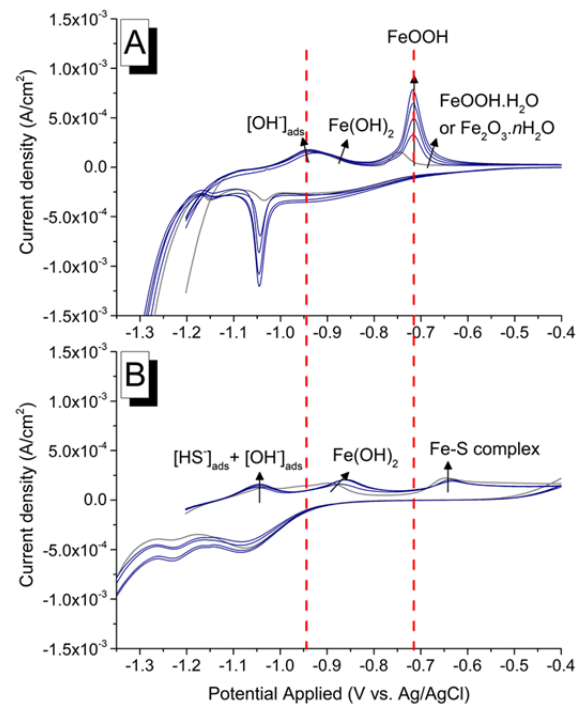 A
FeOOH
[OH⁻]ads
Fe(OH)₂
FeOOH.H₂O
or Fe₂O₃.nH₂O
Current density (A/cm²)
1.5x10⁻³
1.0x10⁻³
5.0x10⁻⁴
0.0
-5.0x10⁻⁴
-1.0x10⁻³
-1.5x10⁻³
-1.3 -1.2 -1.1 -1.0 -0.9 -0.8 -0.7 -0.6 -0.5 -0.4
B
[HS⁻]ads + [OH⁻]ads
Fe(OH)₂
Fe-S complex
Current density (A/cm²)
1.5x10⁻³
1.0x10⁻³
5.0x10⁻⁴
0.0
-5.0x10⁻⁴
-1.0x10⁻³
-1.5x10⁻³
-1.3 -1.2 -1.1 -1.0 -0.9 -0.8 -0.7 -0.6 -0.5 -0.4
Potential Applied (V vs. Ag/AgCl)